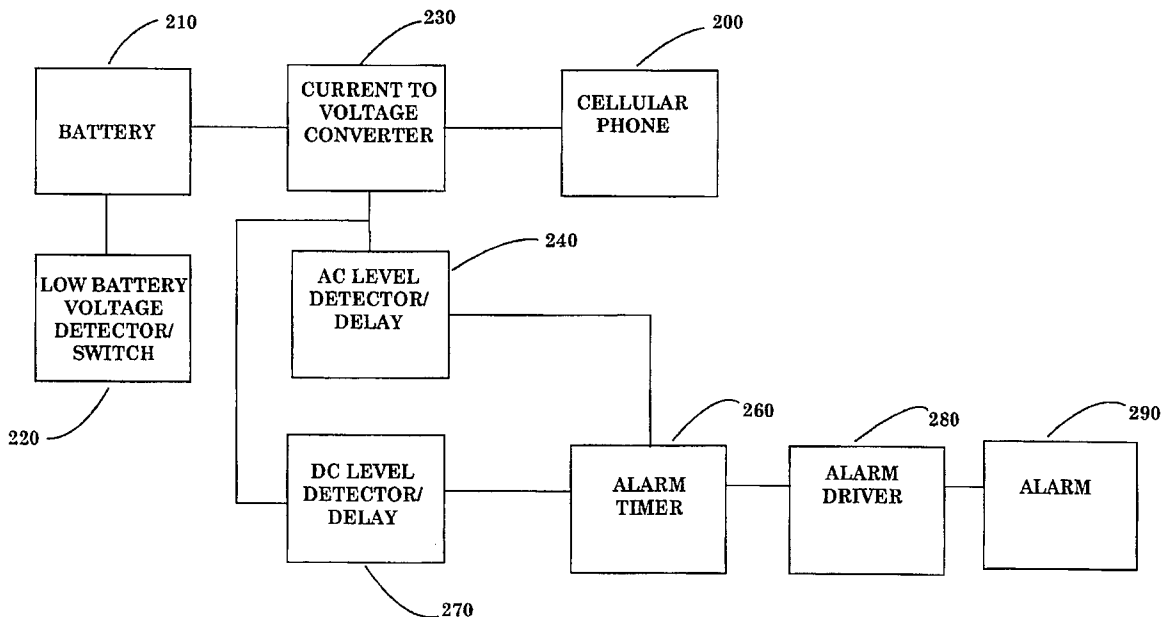 210
230
200
BATTERY
CURRENT TO
VOLTAGE
CONVERTER
CELLULAR
PHONE
240
LOW BATTERY
VOLTAGE
DETECTOR/
SWITCH
AC LEVEL
DETECTOR/
DELAY
220
260
280
290
DC LEVEL
DETECTOR/
DELAY
ALARM
TIMER
ALARM
DRIVER
ALARM
270